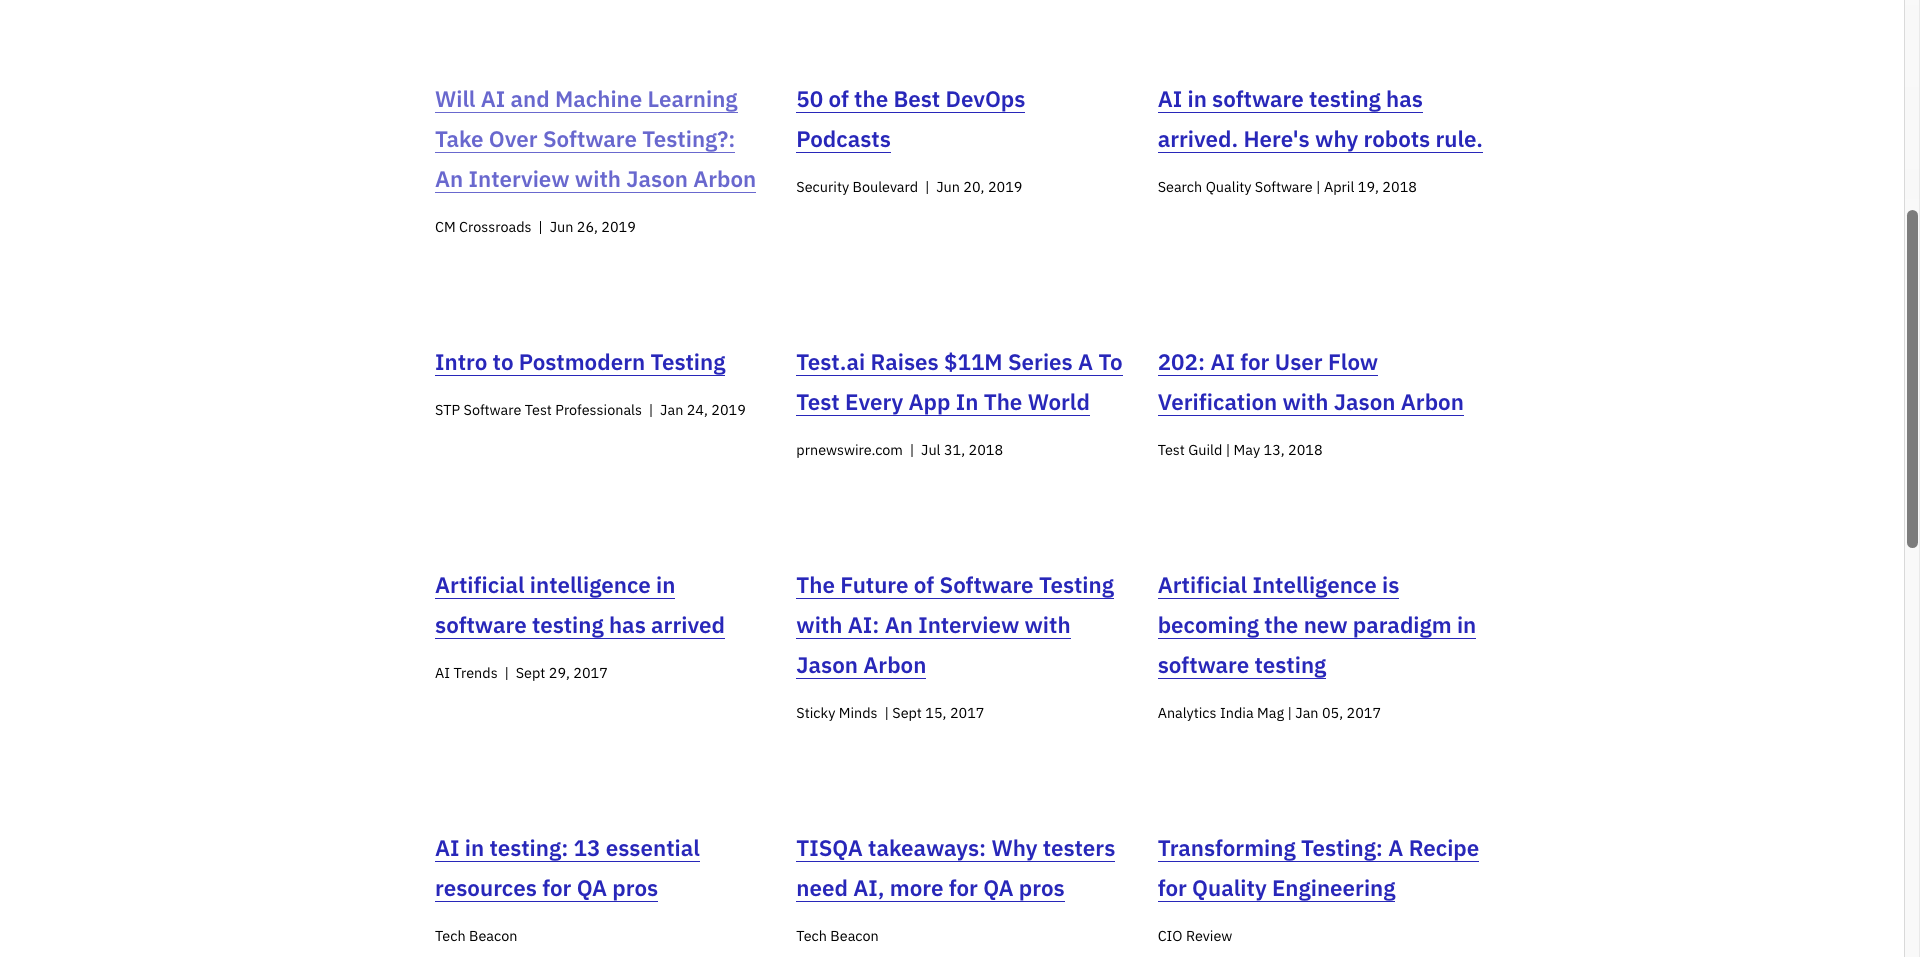 Will AI and Machine Learning
Take Over Software Testing?:
An Interview with Jason Arbon
CM Crossroads | Jun 26, 2019
50 of the Best DevOps
Podcasts
Security Boulevard | Jun 20, 2019
AI in software testing has
arrived. Here's why robots rule.
Search Quality Software | April 19, 2018
Intro to Postmodern Testing
STP Software Test Professionals | Jan 24, 2019
Test.ai Raises $11M Series A To
Test Every App In The World
prnewswire.com | Jul 31, 2018
202: AI for User Flow
Verification with Jason Arbon
Test Guild | May 13, 2018
Artificial intelligence in
software testing has arrived
AI Trends | Sept 29, 2017
The Future of Software Testing
with AI: An Interview with
Jason Arbon
Sticky Minds | Sept 15, 2017
Artificial Intelligence is
becoming the new paradigm in
software testing
Analytics India Mag | Jan 05, 2017
AI in testing: 13 essential
resources for QA pros
Tech Beacon
TISQA takeaways: Why testers
need AI, more for QA pros
Tech Beacon
Transforming Testing: A Recipe
for Quality Engineering
CIO Review